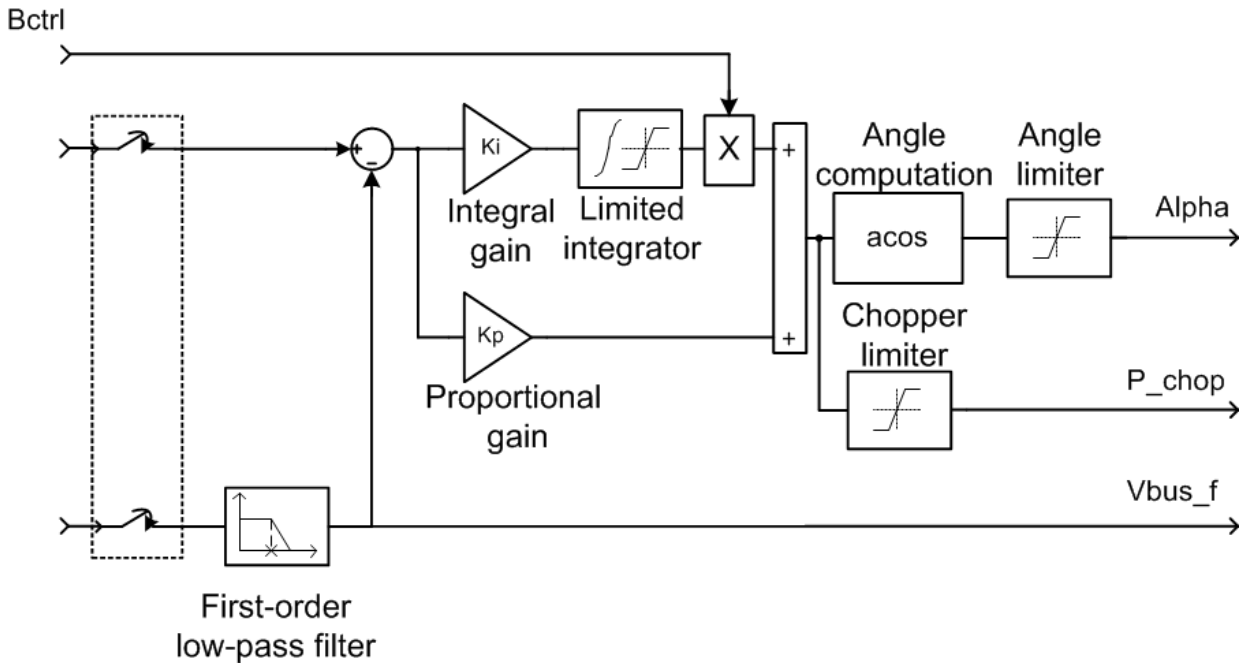 Bctrl
+
−
Ki
Integral
gain
Limited
integrator
X
+
Angle
computation
acos
Angle
limiter
Alpha
Kp
Proportional
gain
+
Chopper
limiter
P_chop
Vbus_f
First-order
low-pass filter